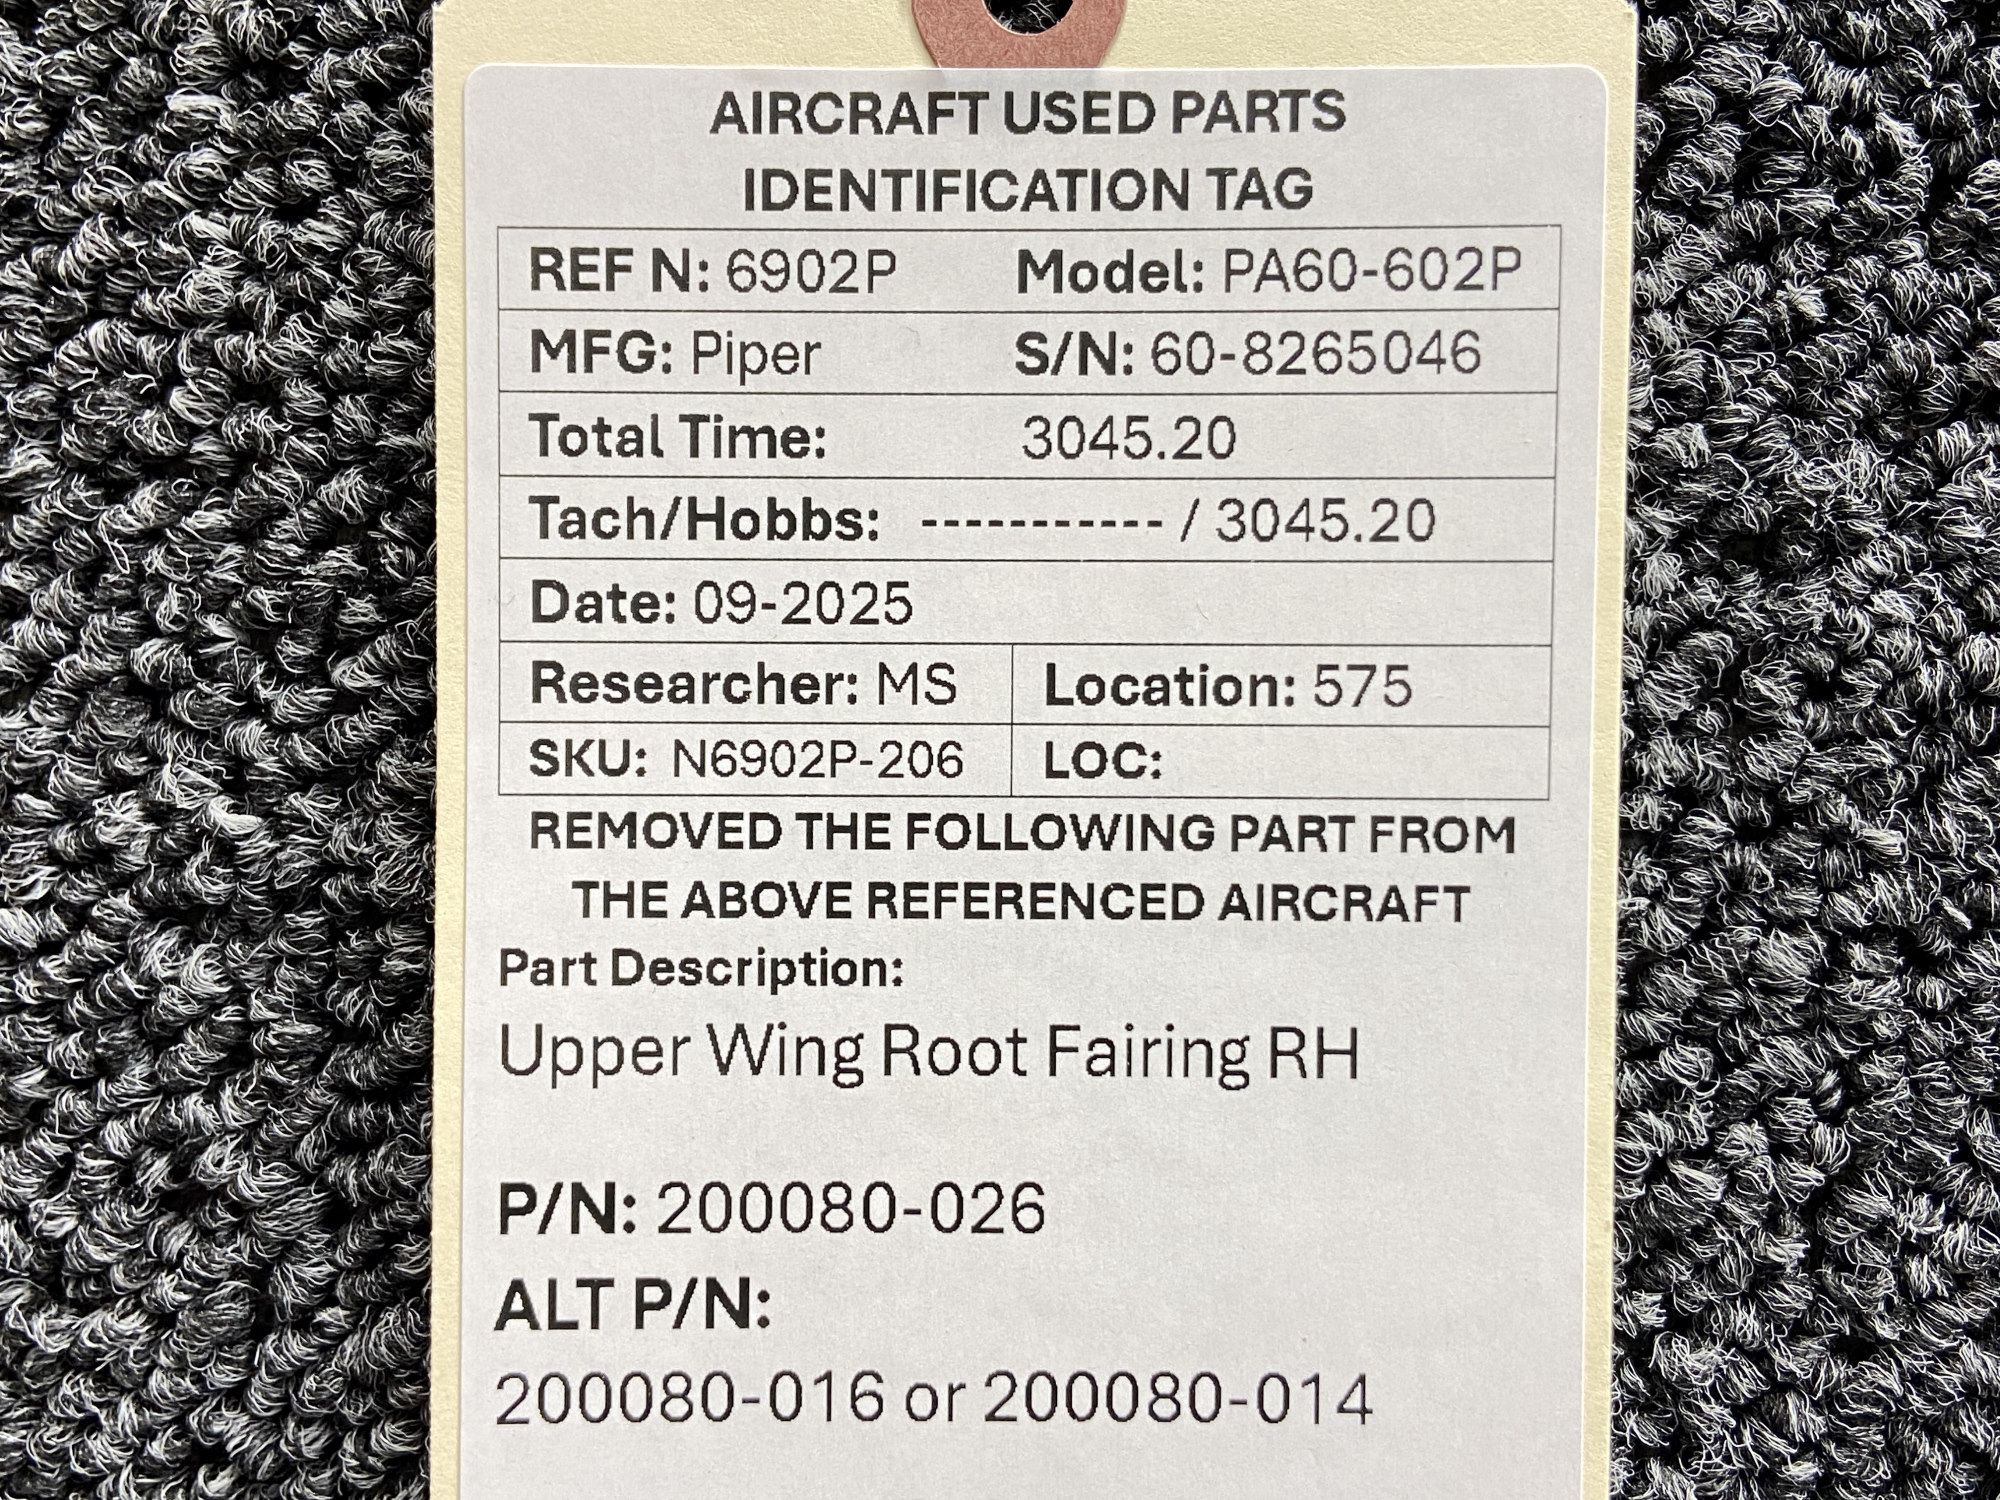 AIRCRAFT USED PARTS
IDENTIFICATION TAG
REF N: 6902P Model: PA60-602P
MFG: Piper S/N: 60-8265046
Total Time: 3045.20
Tach/Hobbs: ----------- / 3045.20
Date: 09-2025
Researcher: MS Location: 575
SKU: N6902P-206 LOC:
REMOVED THE FOLLOWING PART FROM
THE ABOVE REFERENCED AIRCRAFT
Part Description:
Upper Wing Root Fairing RH
P/N: 200080-026
ALT P/N:
200080-016 or 200080-014